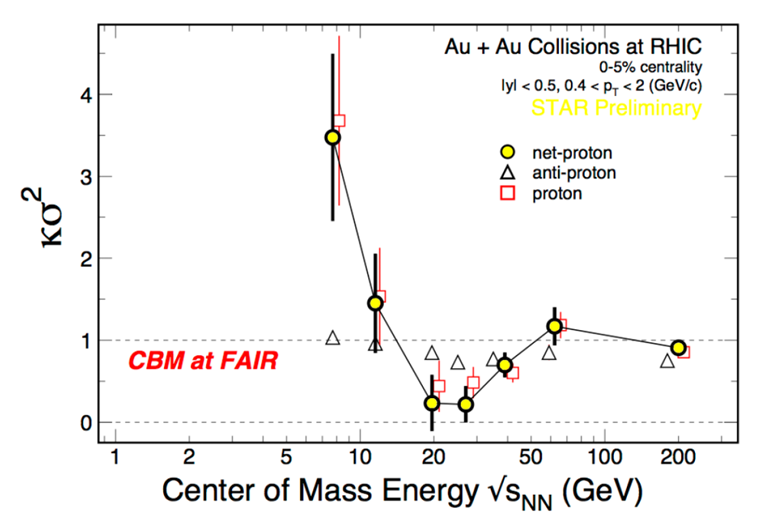 Au + Au Collisions at RHIC
0-5% centrality
|y| < 0.5, 0.4 < pT < 2 (GeV/c)
STAR Preliminary
net-proton
anti-proton
proton
κσ2
4
3
2
1
0
CBM at FAIR
1 2 5 10 20 50 100 200
Center of Mass Energy √sNN (GeV)